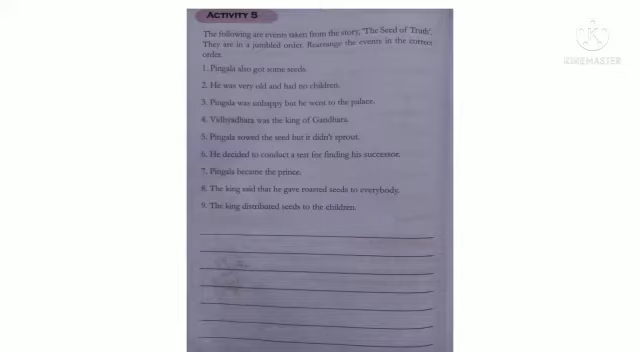 ACTIVITY 5
The following are events taken from the story, 'The Seed of Truth'.
They are in a jumbled order. Rearrange the events in the correct
order.
1. Pingala also got some seeds.
2. He was very old and had no children.
3. Pingala was unhappy but he went to the palace.
4. Vidhyadhara was the king of Gandhara.
5. Pingala sowed the seed but it didn't sprout.
6. He decided to conduct a test for finding his successor.
7. Pingala became the prince.
8. The king said that he gave roasted seeds to everybody.
9. The king distributed seeds to the children.
KINEMASTER